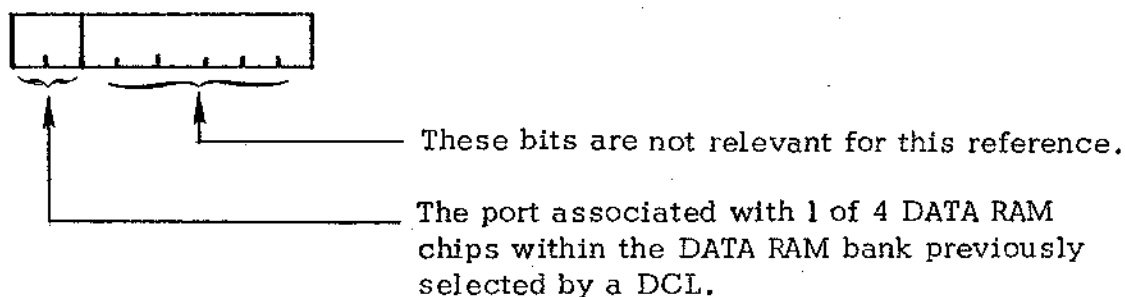 These bits are not relevant for this reference.
The port associated with 1 of 4 DATA RAM
chips within the DATA RAM bank previously
selected by a DCL.